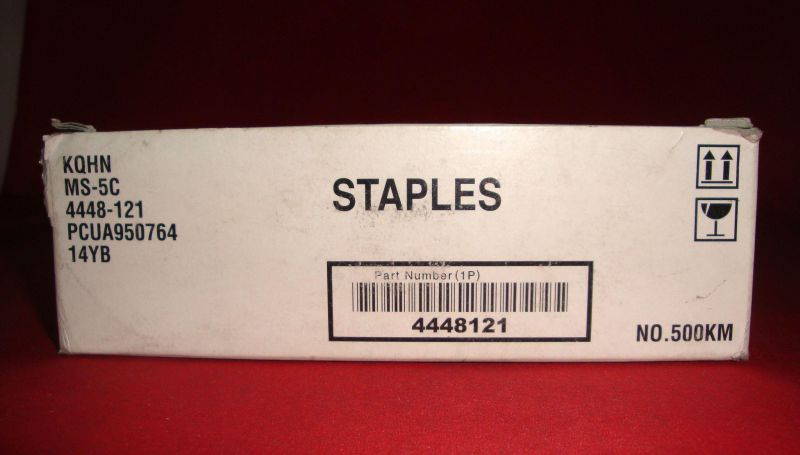 KQHN
MS-5C
4448-121
PCUA950764
14YB
STAPLES
Part Number (1P)
4448121
NO.500KM